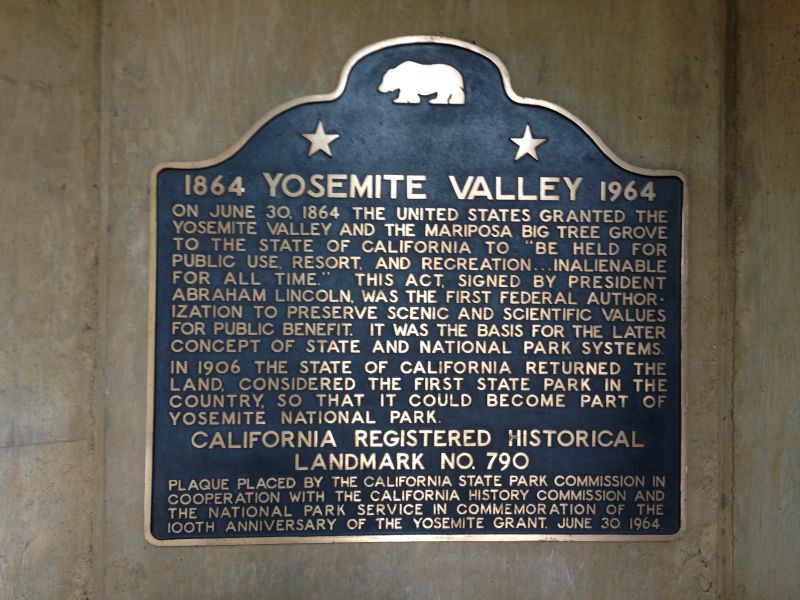 1864 YOSEMITE VALLEY 1964
ON JUNE 30, 1864 THE UNITED STATES GRANTED THE
YOSEMITE VALLEY AND THE MARIPOSA BIG TREE GROVE
TO THE STATE OF CALIFORNIA TO "BE HELD FOR
PUBLIC USE, RESORT, AND RECREATION...INALIENABLE
FOR ALL TIME." THIS ACT, SIGNED BY PRESIDENT
ABRAHAM LINCOLN, WAS THE FIRST FEDERAL AUTHOR-
IZATION TO PRESERVE SCENIC AND SCIENTIFIC VALUES
FOR PUBLIC BENEFIT. IT WAS THE BASIS FOR THE LATER
CONCEPT OF STATE AND NATIONAL PARK SYSTEMS.
IN 1906 THE STATE OF CALIFORNIA RETURNED THE
LAND, CONSIDERED THE FIRST STATE PARK IN THE
COUNTRY, SO THAT IT COULD BECOME PART OF
YOSEMITE NATIONAL PARK.
CALIFORNIA REGISTERED HISTORICAL
LANDMARK NO. 790
PLAQUE PLACED BY THE CALIFORNIA STATE PARK COMMISSION IN
COOPERATION WITH THE CALIFORNIA HISTORY COMMISSION AND
THE NATIONAL PARK SERVICE IN COMMEMORATION OF THE
100TH ANNIVERSARY OF THE YOSEMITE GRANT, JUNE 30, 1964.